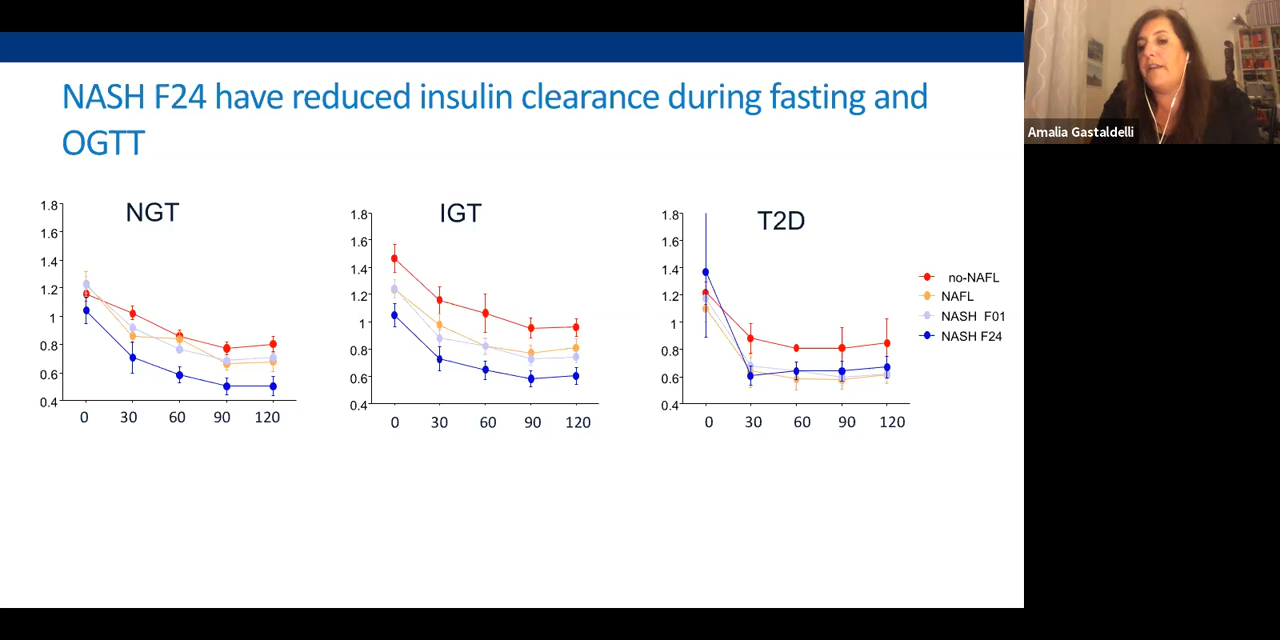 NASH F24 have reduced insulin clearance during fasting and
OGTT
Amalia Gastaldelli
NGT
1.8
1.6
1.4
1.2
1
0.8
0.6
0.4
0 30 60 90 120
IGT
1.8
1.6
1.4
1.2
1
0.8
0.6
0.4
0 30 60 90 120
T2D
1.8
1.6
1.4
1.2
1
0.8
0.6
0.4
0 30 60 90 120
no-NAFL
NAFL
NASH F01
NASH F24